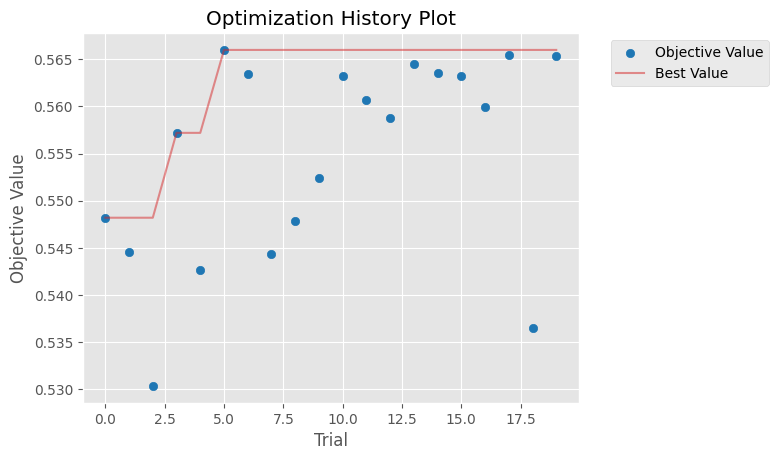 Optimization History Plot
Objective Value
Best Value
0.565
0.560
0.555
0.550
0.545
0.540
0.535
0.530
Objective Value
0.0 2.5 5.0 7.5 10.0 12.5 15.0 17.5
Trial